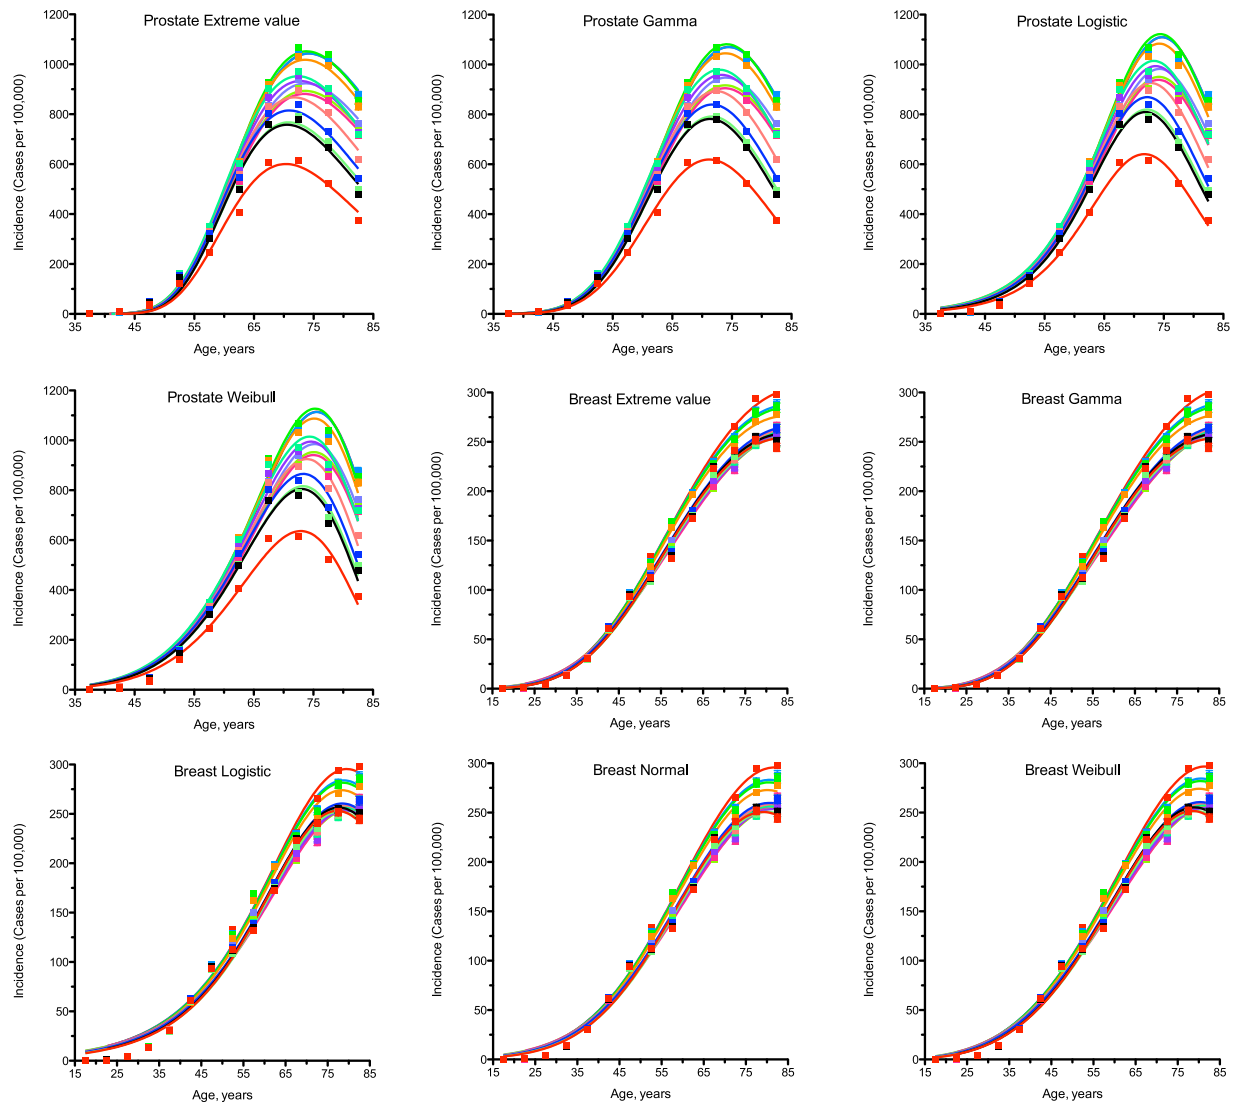 Prostate Extreme value
Incidence (Cases per 100,000)
1200
1000
800
600
400
200
0
35 45 55 65 75 85
Age, years
Prostate Gamma
Incidence (Cases per 100,000)
1200
1000
800
600
400
200
0
35 45 55 65 75 85
Age, years
Prostate Logistic
Incidence (Cases per 100,000)
1200
1000
800
600
400
200
0
35 45 55 65 75 85
Age, years
Prostate Weibull
Incidence (Cases per 100,000)
1200
1000
800
600
400
200
0
35 45 55 65 75 85
Age, years
Breast Extreme value
Incidence (Cases per 100,000)
300
250
200
150
100
50
0
15 25 35 45 55 65 75 85
Age, years
Breast Gamma
Incidence (Cases per 100,000)
300
250
200
150
100
50
0
15 25 35 45 55 65 75 85
Age, years
Breast Logistic
Incidence (Cases per 100,000)
300
250
200
150
100
50
0
15 25 35 45 55 65 75 85
Age, years
Breast Normal
Incidence (Cases per 100,000)
300
250
200
150
100
50
0
15 25 35 45 55 65 75 85
Age, years
Breast Weibull
Incidence (Cases per 100,000)
300
250
200
150
100
50
0
15 25 35 45 55 65 75 85
Age, years